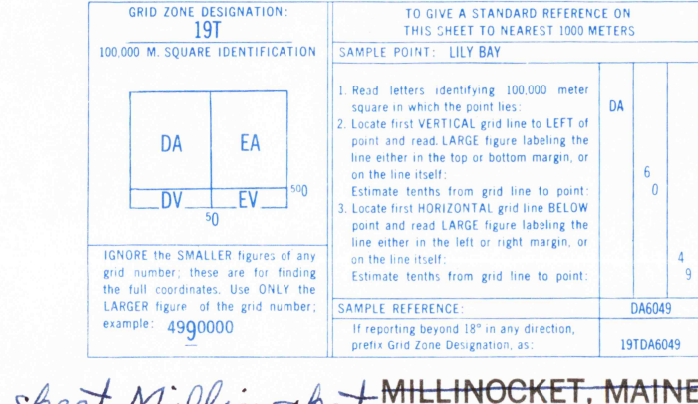 GRID ZONE DESIGNATION:
19T
100,000 M. SQUARE IDENTIFICATION
DA
EA
DV
EV
500
50
IGNORE the SMALLER figures of any
grid number; these are for finding
the full coordinates. Use ONLY the
LARGER figure of the grid number;
example: 4990000
TO GIVE A STANDARD REFERENCE ON
THIS SHEET TO NEAREST 1000 METERS
SAMPLE POINT: LILY BAY
1. Read letters identifying 100,000 meter
square in which the point lies: DA
2. Locate first VERTICAL grid line to LEFT of
point and read LARGE figure labeling the
line either in the top or bottom margin, or
on the line itself: 6
Estimate tenths from grid line to point: 0
3. Locate first HORIZONTAL grid line BELOW
point and read LARGE figure labeling the
line either in the left or right margin, or
on the line itself: 4
Estimate tenths from grid line to point: 9
SAMPLE REFERENCE: DA6049
If reporting beyond 18° in any direction,
prefix Grid Zone Designation, as: 19TDA6049
sheet Millinocket MILLINOCKET, MAINE